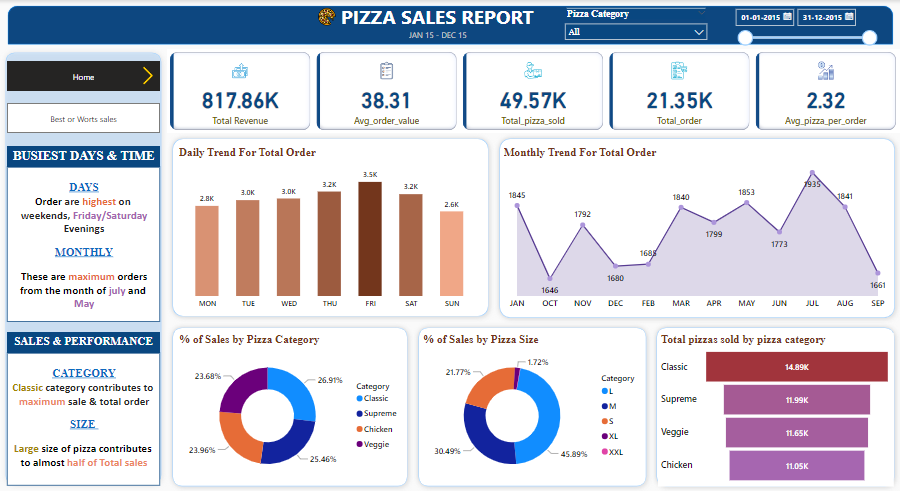 PIZZA SALES REPORT
JAN 15 - DEC 15
Pizza Category
All
01-01-2015
31-12-2015
Home
Best or Worts sales
BUSIEST DAYS & TIME
DAYS
Order are highest on
weekends, Friday/Saturday
Evenings
MONTHLY
These are maximum orders
from the month of july and
May
SALES & PERFORMANCE
CATEGORY
Classic category contributes to
maximum sale & total order
SIZE
Large size of pizza contributes
to almost half of Total sales
817.86K
Total Revenue
38.31
Avg_order_value
49.57K
Total_pizza_sold
21.35K
Total_order
2.32
Avg_pizza_per_order
Daily Trend For Total Order
2.8K
3.0K
3.0K
3.2K
3.5K
3.2K
2.6K
MON
TUE
WED
THU
FRI
SAT
SUN
Monthly Trend For Total Order
1845
1646
1792
1680
1685
1840
1799
1853
1773
1935
1841
1661
JAN
OCT
NOV
DEC
FEB
MAR
APR
MAY
JUN
JUL
AUG
SEP
% of Sales by Pizza Category
23.68%
26.91%
23.96%
25.46%
Category
Classic
Supreme
Chicken
Veggie
% of Sales by Pizza Size
1.72%
21.77%
30.49%
45.89%
Category
L
M
S
XL
XXL
Total pizzas sold by pizza category
Classic
14.89K
Supreme
11.99K
Veggie
11.65K
Chicken
11.05K